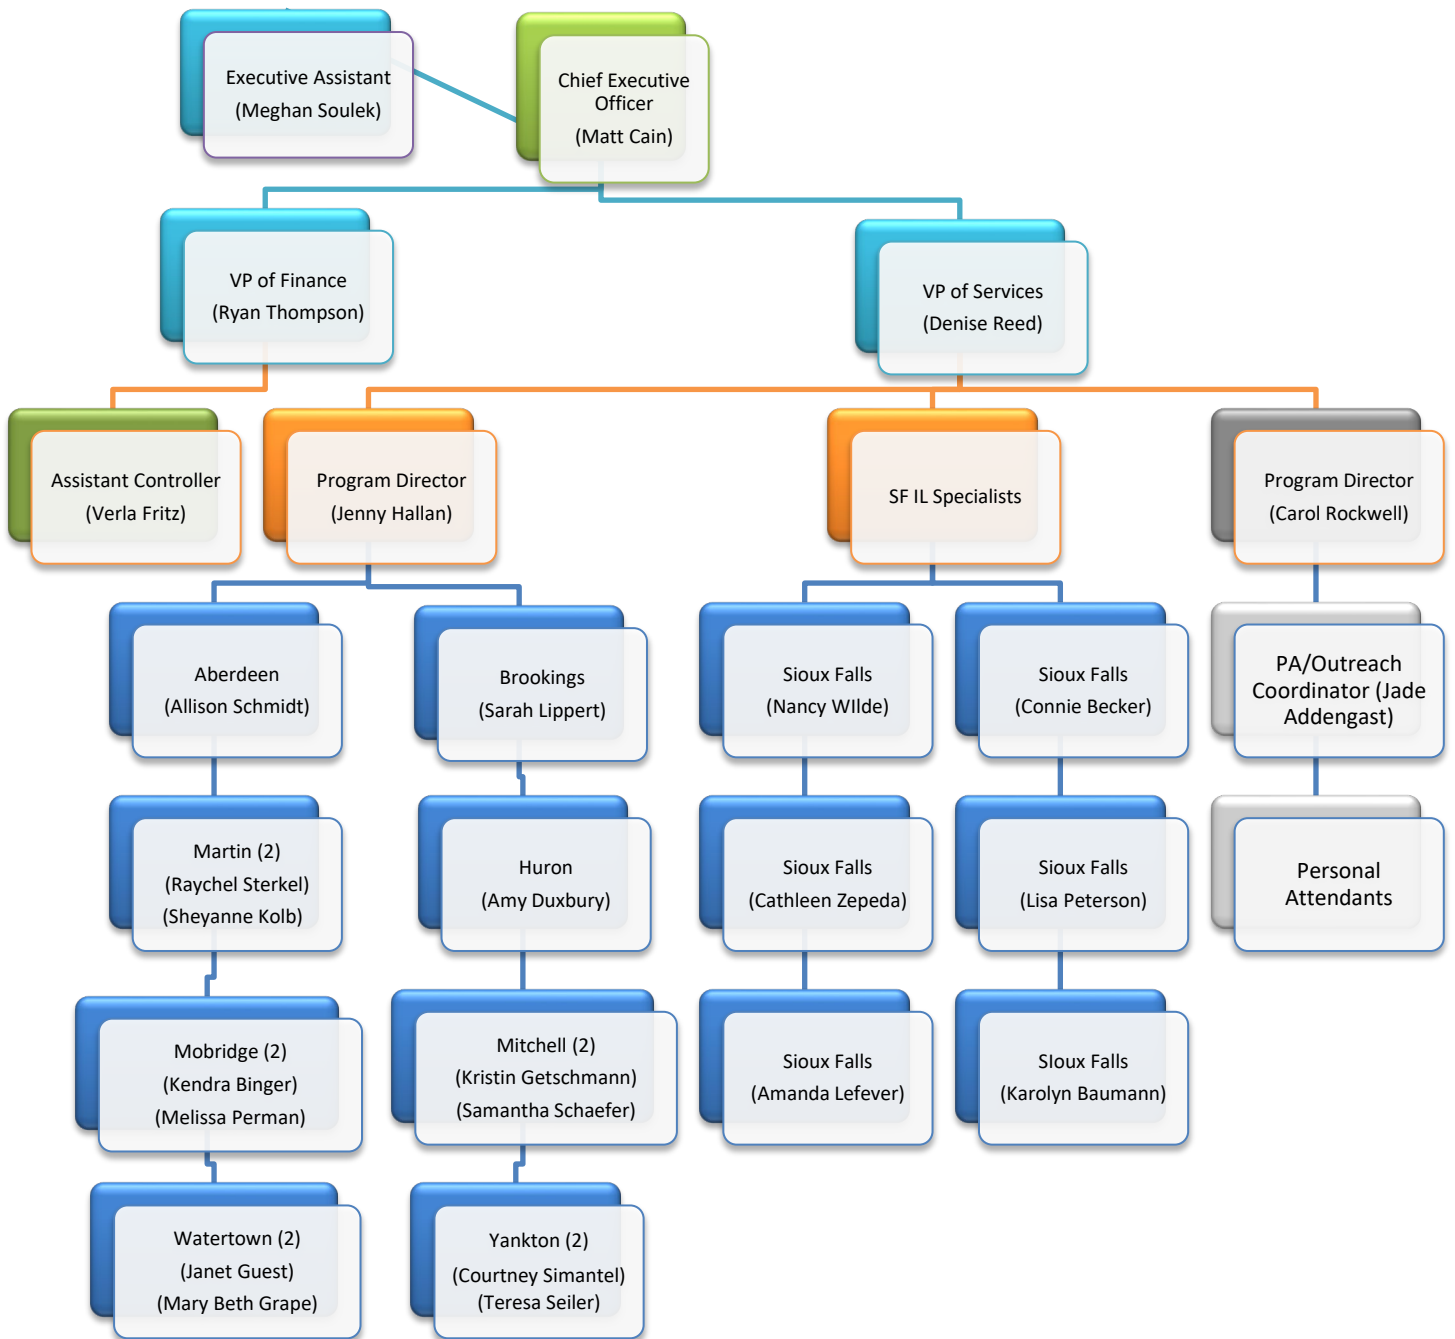 Executive Assistant
(Meghan Soulek)
Chief Executive
Officer
(Matt Cain)
VP of Finance
(Ryan Thompson)
VP of Services
(Denise Reed)
Assistant Controller
(Verla Fritz)
Program Director
(Jenny Hallan)
SF IL Specialists
Program Director
(Carol Rockwell)
Aberdeen
(Allison Schmidt)
Brookings
(Sarah Lippert)
Sioux Falls
(Nancy WIlde)
Sioux Falls
(Connie Becker)
PA/Outreach
Coordinator (Jade
Addengast)
Martin (2)
(Raychel Sterkel)
(Sheyanne Kolb)
Huron
(Amy Duxbury)
Sioux Falls
(Cathleen Zepeda)
Sioux Falls
(Lisa Peterson)
Personal
Attendants
Mobridge (2)
(Kendra Binger)
(Melissa Perman)
Mitchell (2)
(Kristin Getschmann)
(Samantha Schaefer)
Sioux Falls
(Amanda Lefever)
SIoux Falls
(Karolyn Baumann)
Watertown (2)
(Janet Guest)
(Mary Beth Grape)
Yankton (2)
(Courtney Simantel)
(Teresa Seiler)